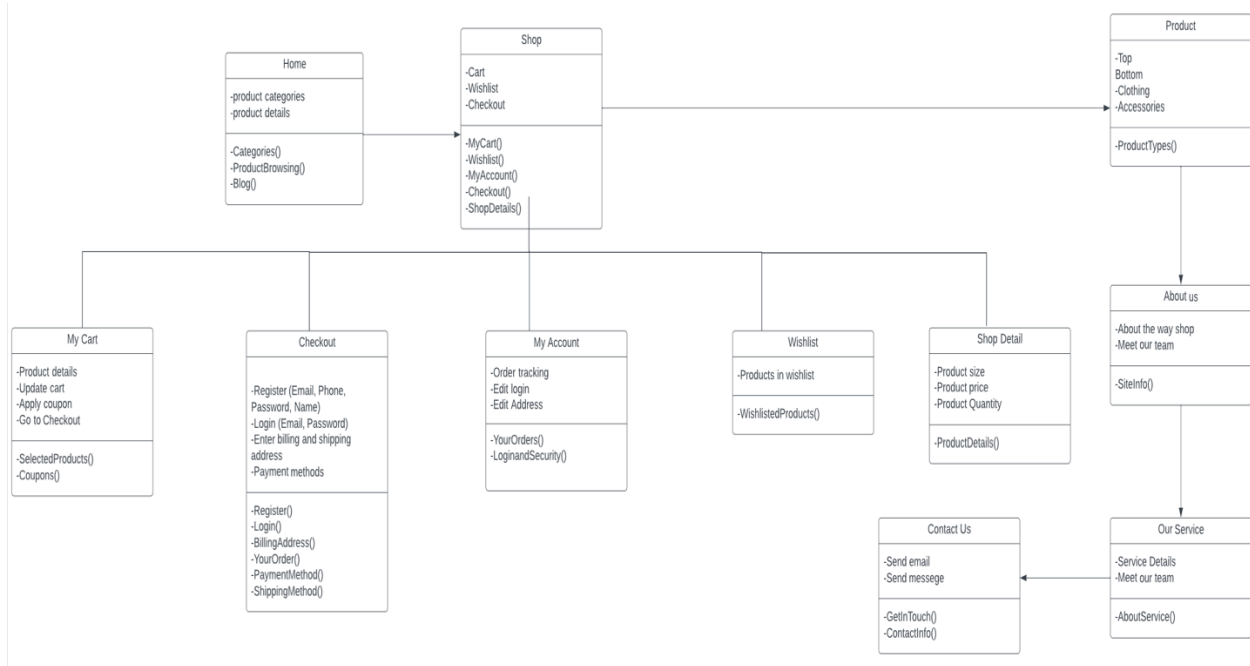 Home
-product categories
-product details
-Categories()
-ProductBrowsing()
-Blog()
Shop
-Cart
-Wishlist
-Checkout
-MyCart()
-Wishlist()
-MyAccount()
-Checkout()
-ShopDetails()
Product
-Top
Bottom
-Clothing
-Accessories
-ProductTypes()
My Cart
-Product details
-Update cart
-Apply coupon
-Go to Checkout
-SelectedProducts()
-Coupons()
Checkout
-Register (Email, Phone,
Password, Name)
-Login (Email, Password)
-Enter billing and shipping
address
-Payment methods
-Register()
-Login()
-BillingAddress()
-YourOrder()
-PaymentMethod()
-ShippingMethod()
My Account
-Order tracking
-Edit login
-Edit Address
-YourOrders()
-LoginandSecurity()
Wishlist
-Products in wishlist
-WishlistedProducts()
Shop Detail
-Product size
-Product price
-Product Quantity
-ProductDetails()
About us
-About the way shop
-Meet our team
-SiteInfo()
Contact Us
-Send email
-Send messege
-GetInTouch()
-ContactInfo()
Our Service
-Service Details
-Meet our team
-AboutService()